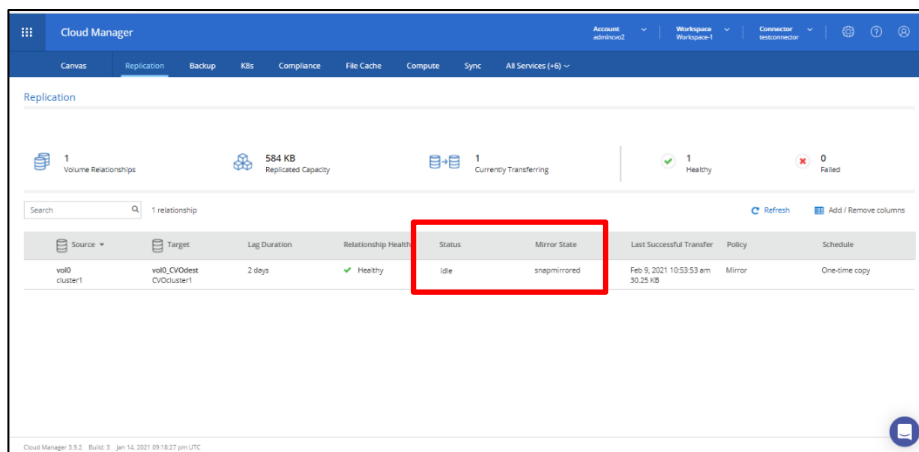 Cloud Manager
Account
admincvo2
Workspace
Workspace-1
Connector
testconnector
Canvas
Replication
Backup
K8s
Compliance
File Cache
Compute
Sync
All Services (+6)
Replication
1
Volume Relationships
584 KB
Replicated Capacity
1
Currently Transferring
1
Healthy
0
Failed
Search
1 relationship
Refresh
Add / Remove columns
Source
Target
Lag Duration
Relationship Health
Status
Mirror State
Last Successful Transfer
Policy
Schedule
vol0
cluster1
vol0_CVOdest
CVOcluster1
2 days
Healthy
idle
snapmirrored
Feb 9, 2021 10:53:53 am
30.25 KB
Mirror
One-time copy
Cloud Manager 3.9.2 Build: 3 Jan 14, 2021 09:18:27 pm UTC